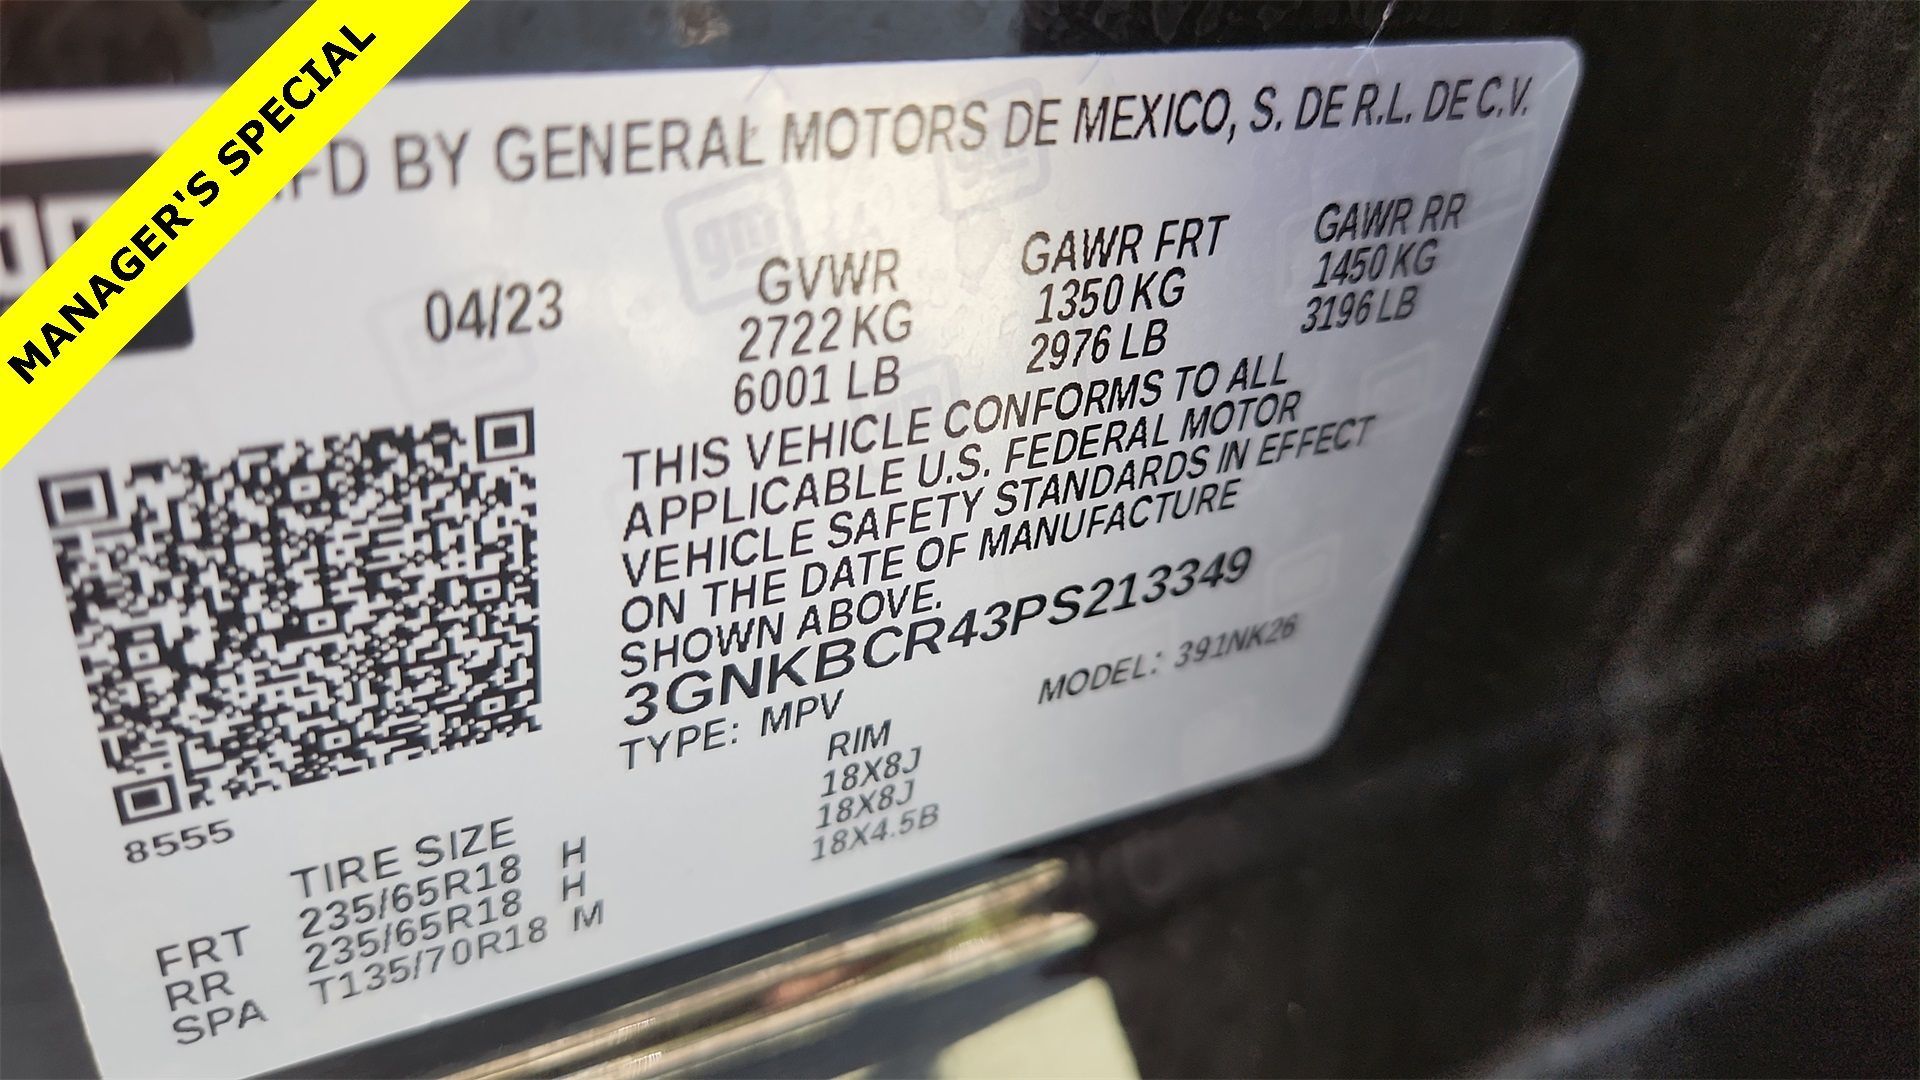 MANAGER'S SPECIAL
MFD BY GENERAL MOTORS DE MEXICO, S. DE R.L. DE C.V.
04/23
GVWR
2722 KG
6001 LB
GAWR FRT
1350 KG
2976 LB
GAWR RR
1450 KG
3196 LB
THIS VEHICLE CONFORMS TO ALL
APPLICABLE U.S. FEDERAL MOTOR
VEHICLE SAFETY STANDARDS IN EFFECT
ON THE DATE OF MANUFACTURE
SHOWN ABOVE.
3GNKBCR43PS213349
TYPE: MPV
MODEL: 391NK26
8555
TIRE SIZE RIM
FRT 235/65R18 H 18X8J
RR 235/65R18 H 18X8J
SPA T135/70R18 M 18X4.5B